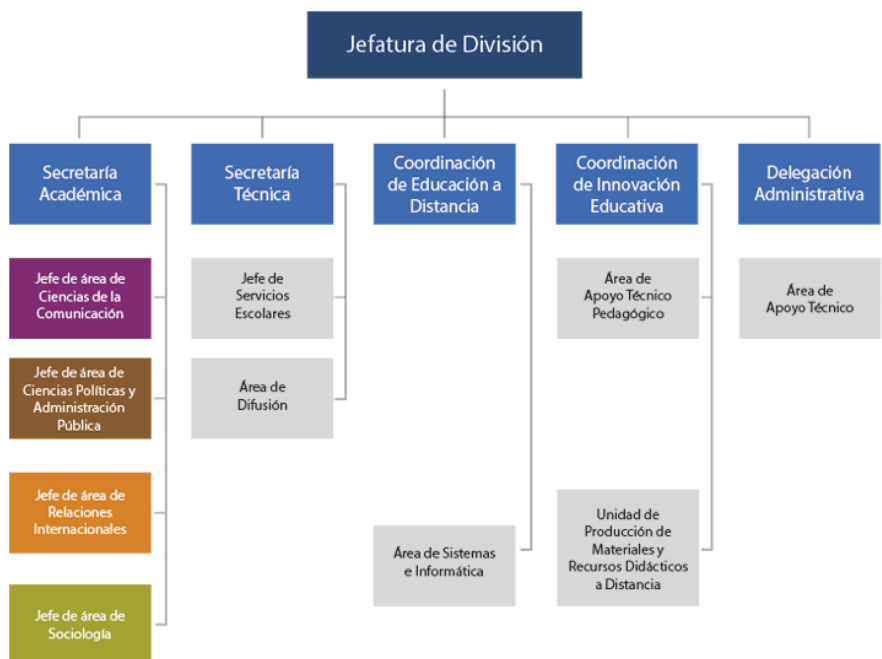 Jefatura de División
Secretaría
Académica
Secretaría
Técnica
Coordinación
de Educación a
Distancia
Coordinación
de Innovación
Educativa
Delegación
Administrativa
Jefe de área de
Ciencias de la
Comunicación
Jefe de
Servicios
Escolares
Área de
Apoyo Técnico
Pedagógico
Área de
Apoyo Técnico
Jefe de área de
Ciencias Políticas y
Administración
Pública
Área de
Difusión
Jefe de área de
Relaciones
Internacionales
Área de Sistemas
e Informática
Unidad de
Producción de
Materiales y
Recursos Didácticos
a Distancia
Jefe de área de
Sociología